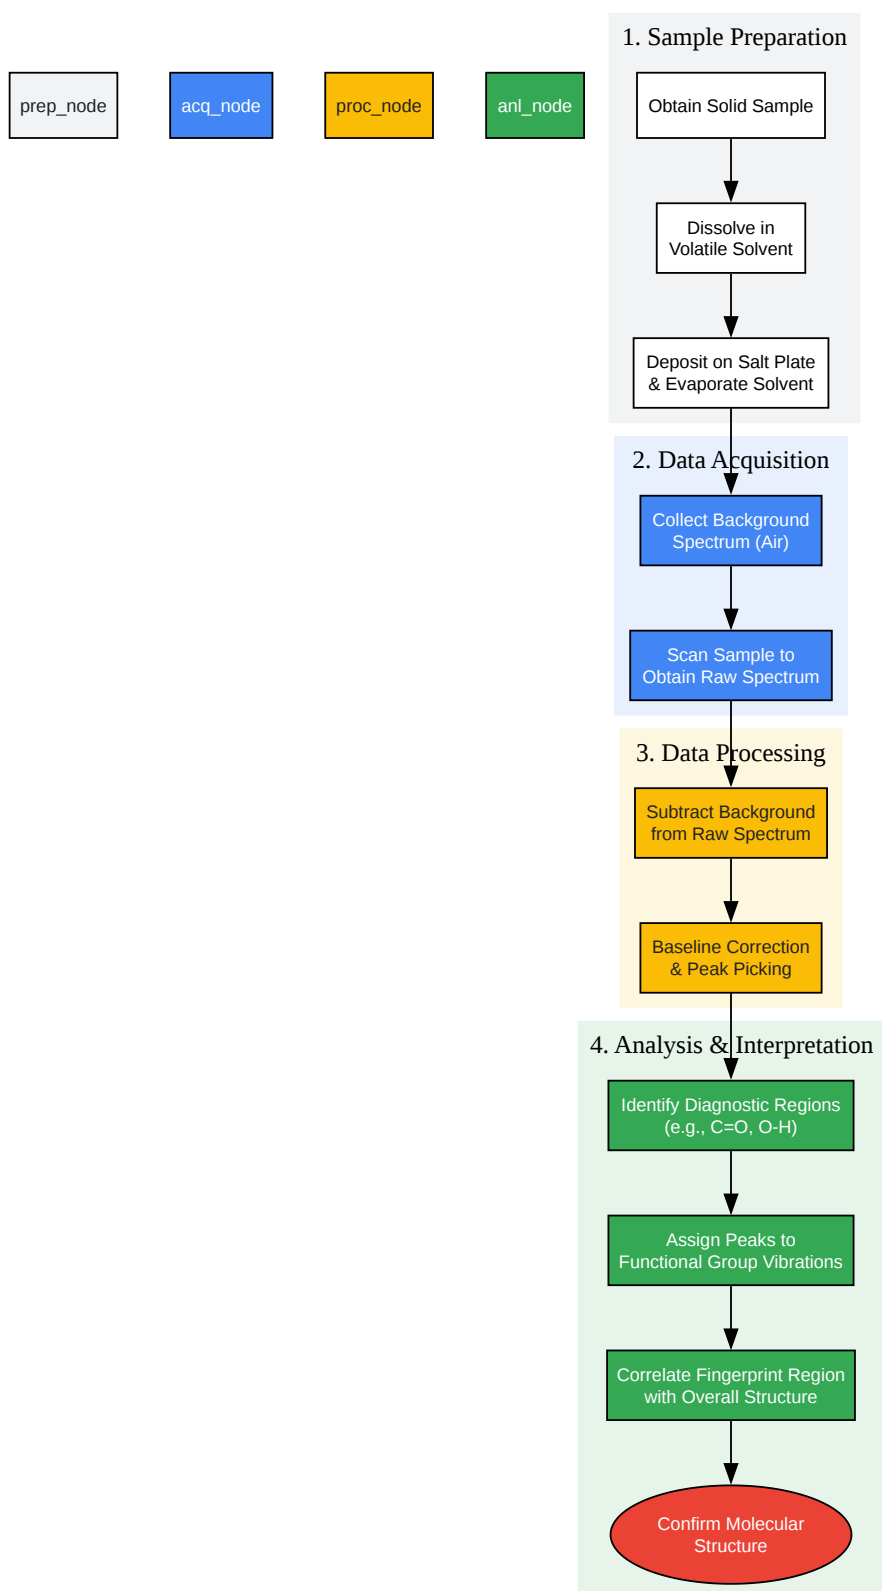 1. Sample Preparation
prep_node
acq_node
proc_node
anl_node
Obtain Solid Sample
Dissolve in
Volatile Solvent
Deposit on Salt Plate
& Evaporate Solvent
2. Data Acquisition
Collect Background
Spectrum (Air)
Scan Sample to
Obtain Raw Spectrum
3. Data Processing
Subtract Background
from Raw Spectrum
Baseline Correction
& Peak Picking
4. Analysis & Interpretation
Identify Diagnostic Regions
(e.g., C=O, O-H)
Assign Peaks to
Functional Group Vibrations
Correlate Fingerprint Region
with Overall Structure
Confirm Molecular
Structure